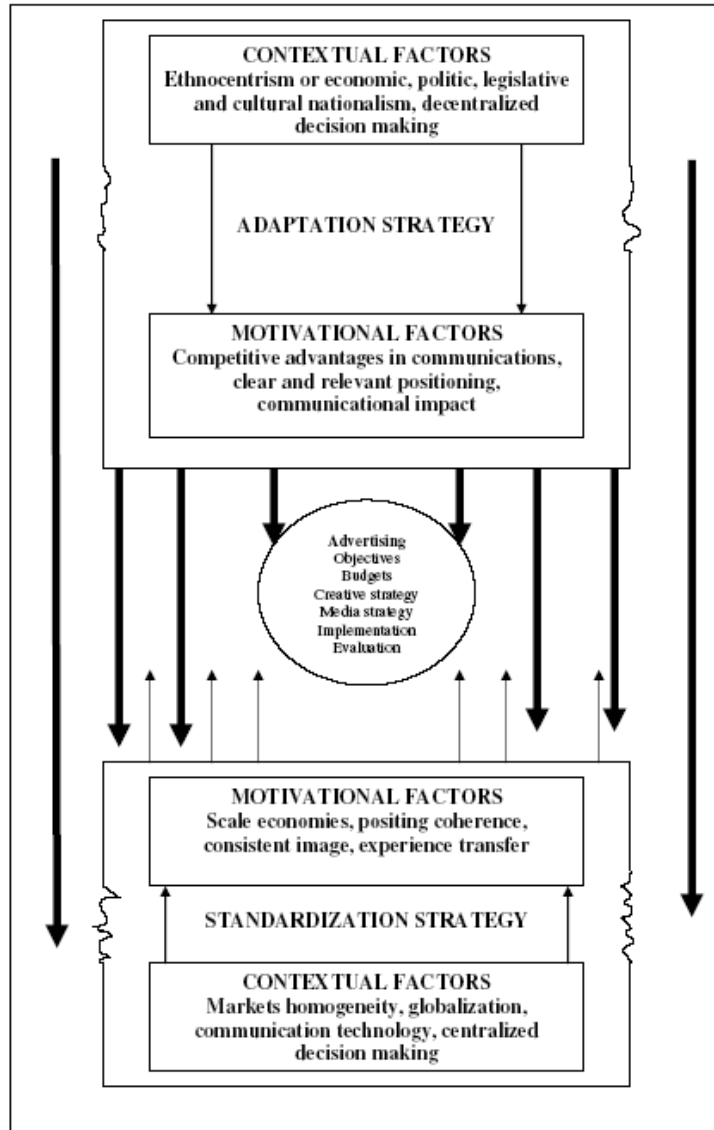 CONTEXTUAL FACTORS
Ethnocentrism or economic, politic, legislative
and cultural nationalism, decentralized
decision making
ADAPTATION STRATEGY
MOTIVATIONAL FACTORS
Competitive advantages in communications,
clear and relevant positioning,
communicational impact
Advertising
Objectives
Budgets
Creative strategy
Media strategy
Implementation
Evaluation
MOTIVATIONAL FACTORS
Scale economies, positing coherence,
consistent image, experience transfer
STANDARDIZATION STRATEGY
CONTEXTUAL FACTORS
Markets homogeneity, globalization,
communication technology, centralized
decision making